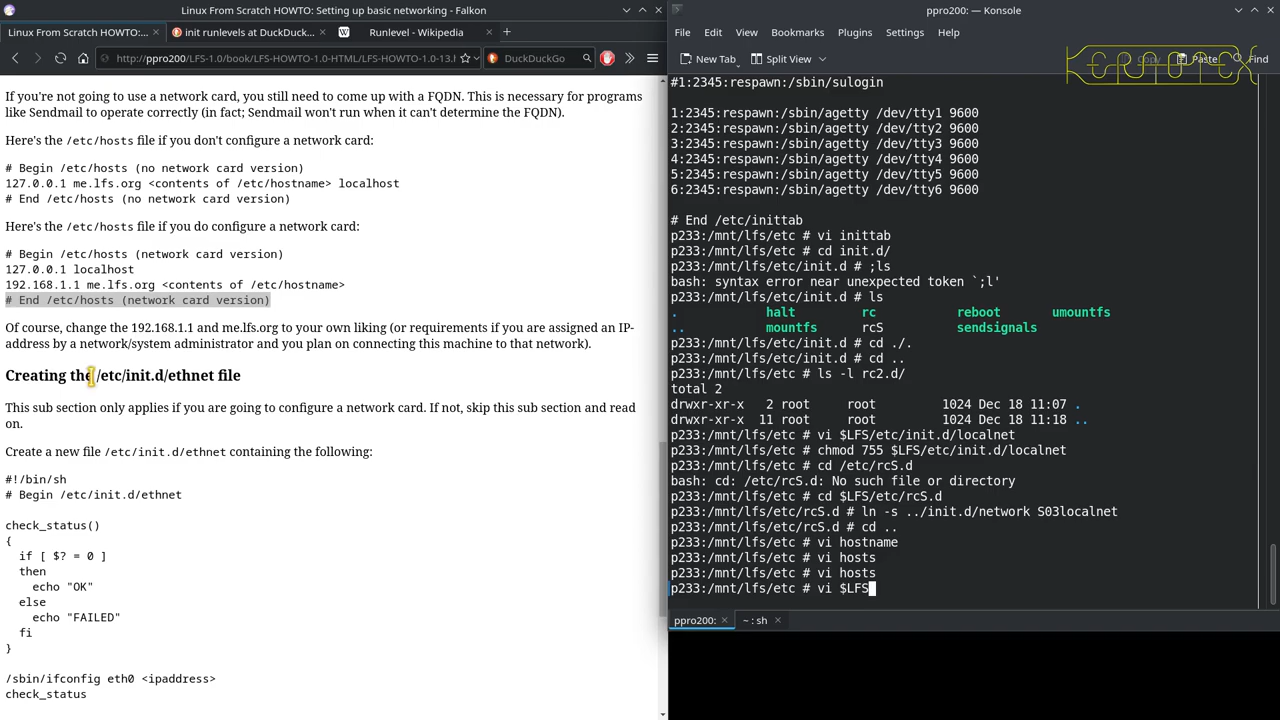 Linux From Scratch HOWTO: Setting up basic networking - Falkon
Linux From Scratch HOWTO:...
init runlevels at DuckDuck...
Runlevel - Wikipedia
http://ppro200/LFS-1.0/book/LFS-HOWTO-1.0-HTML/LFS-HOWTO-1.0-13.h
DuckDuckGo
If you're not going to use a network card, you still need to come up with a FQDN. This is necessary for programs
like Sendmail to operate correctly (in fact; Sendmail won't run when it can't determine the FQDN).
Here's the /etc/hosts file if you don't configure a network card:
# Begin /etc/hosts (no network card version)
127.0.0.1 me.lfs.org <contents of /etc/hostname> localhost
# End /etc/hosts (no network card version)
Here's the /etc/hosts file if you do configure a network card:
# Begin /etc/hosts (network card version)
127.0.0.1 localhost
192.168.1.1 me.lfs.org <contents of /etc/hostname>
# End /etc/hosts (network card version)
Of course, change the 192.168.1.1 and me.lfs.org to your own liking (or requirements if you are assigned an IP-
address by a network/system administrator and you plan on connecting this machine to that network).
Creating the /etc/init.d/ethnet file
This sub section only applies if you are going to configure a network card. If not, skip this sub section and read
on.
Create a new file /etc/init.d/ethnet containing the following:
#!/bin/sh
# Begin /etc/init.d/ethnet
check_status()
{
if [ $? = 0 ]
then
echo "OK"
else
echo "FAILED"
fi
}
/sbin/ifconfig eth0 <ipaddress>
check_status
ppro200: — Konsole
File Edit View Bookmarks Plugins Settings Help
New Tab Split View Copy Paste Find
#1:2345:respawn:/sbin/sulogin
1:2345:respawn:/sbin/agetty /dev/tty1 9600
2:2345:respawn:/sbin/agetty /dev/tty2 9600
3:2345:respawn:/sbin/agetty /dev/tty3 9600
4:2345:respawn:/sbin/agetty /dev/tty4 9600
5:2345:respawn:/sbin/agetty /dev/tty5 9600
6:2345:respawn:/sbin/agetty /dev/tty6 9600
# End /etc/inittab
p233:/mnt/lfs/etc # vi inittab
p233:/mnt/lfs/etc # cd init.d/
p233:/mnt/lfs/etc/init.d # ;ls
bash: syntax error near unexpected token `;l'
p233:/mnt/lfs/etc/init.d # ls
. halt rc reboot umountfs
.. mountfs rcS sendsignals
p233:/mnt/lfs/etc/init.d # cd ./.
p233:/mnt/lfs/etc/init.d # cd ..
p233:/mnt/lfs/etc # ls -l rc2.d/
total 2
drwxr-xr-x 2 root root 1024 Dec 18 11:07 .
drwxr-xr-x 11 root root 1024 Dec 18 11:18 ..
p233:/mnt/lfs/etc # vi $LFS/etc/init.d/localnet
p233:/mnt/lfs/etc # chmod 755 $LFS/etc/init.d/localnet
p233:/mnt/lfs/etc # cd /etc/rcS.d
bash: cd: /etc/rcS.d: No such file or directory
p233:/mnt/lfs/etc # cd $LFS/etc/rcS.d
p233:/mnt/lfs/etc/rcS.d # ln -s ../init.d/network S03localnet
p233:/mnt/lfs/etc/rcS.d # cd ..
p233:/mnt/lfs/etc # vi hostname
p233:/mnt/lfs/etc # vi hosts
p233:/mnt/lfs/etc # vi hosts
p233:/mnt/lfs/etc # vi $LFS
ppro200:
~ : sh